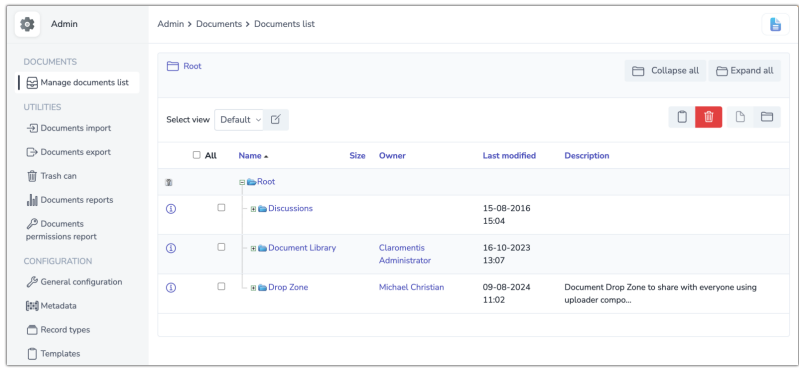 Admin
Admin > Documents > Documents list
DOCUMENTS
Manage documents list
UTILITIES
Documents import
Documents export
Trash can
Documents reports
Documents
permissions report
CONFIGURATION
General configuration
Metadata
Record types
Templates
Root
Collapse all
Expand all
Select view
Default
All Name Size Owner Last modified Description
Root
Discussions 15-08-2016
15:04
Document Library Claromentis 16-10-2023
Administrator 13:07
Drop Zone Michael Christian 09-08-2024 Document Drop Zone to share with everyone using
11:02 uploader compo...